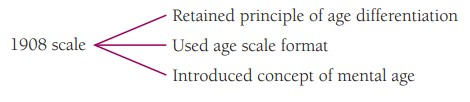 Retained principle of age differentiation
1908 scale
Used age scale format
Introduced concept of mental age